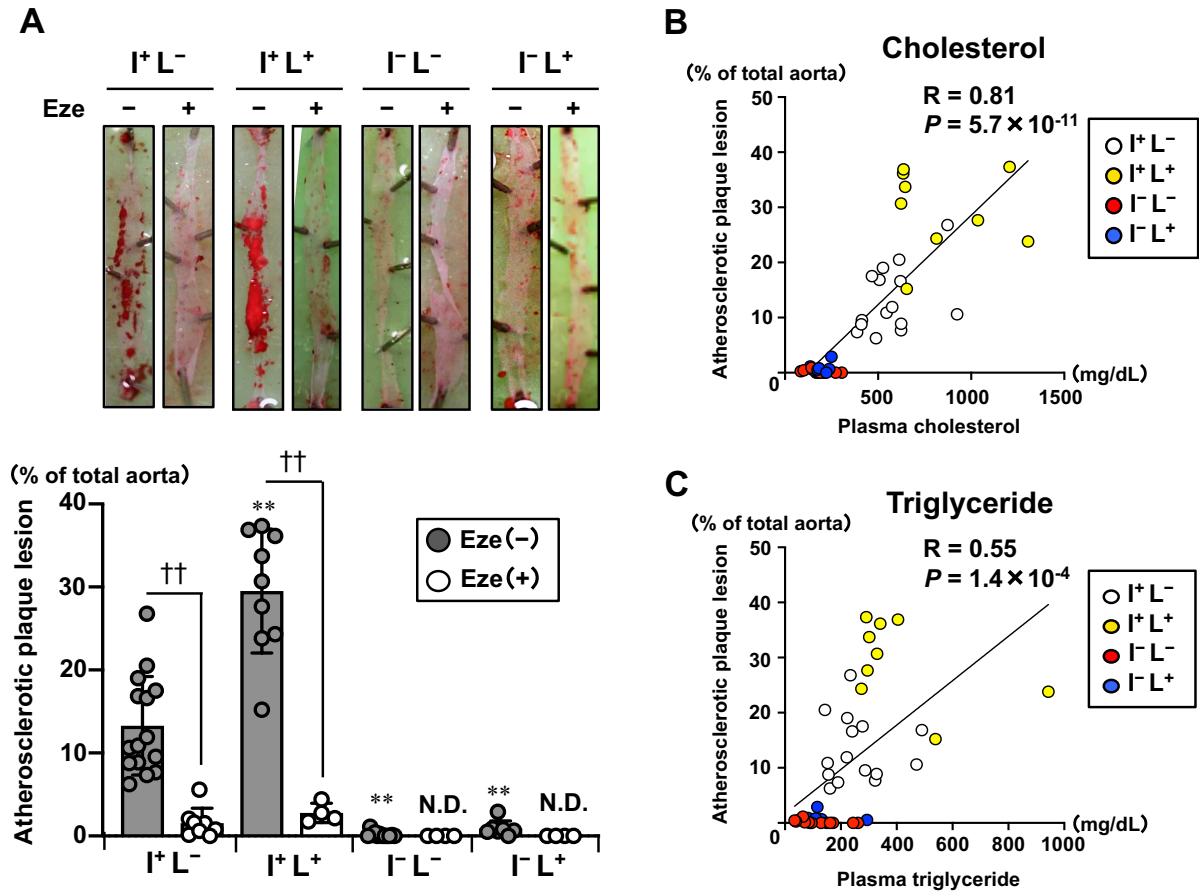 A
I⁺ L⁻ I⁺ L⁺ I⁻ L⁻ I⁻ L⁺
Eze − + − + − + − +
(% of total aorta)
Atherosclerotic plaque lesion
40
30
20
10
0
††
††
**
**
**
N.D.
N.D.
Eze(−)
Eze(+)
I⁺ L⁻ I⁺ L⁺ I⁻ L⁻ I⁻ L⁺
B
Cholesterol
(% of total aorta)
R = 0.81
P = 5.7×10⁻¹¹
Atherosclerotic plaque lesion
50
40
30
20
10
0
500 1000 1500 (mg/dL)
Plasma cholesterol
I⁺ L⁻
I⁺ L⁺
I⁻ L⁻
I⁻ L⁺
C
Triglyceride
(% of total aorta)
R = 0.55
P = 1.4×10⁻⁴
Atherosclerotic plaque lesion
50
40
30
20
10
0
200 400 600 800 1000 (mg/dL)
Plasma triglyceride
I⁺ L⁻
I⁺ L⁺
I⁻ L⁻
I⁻ L⁺